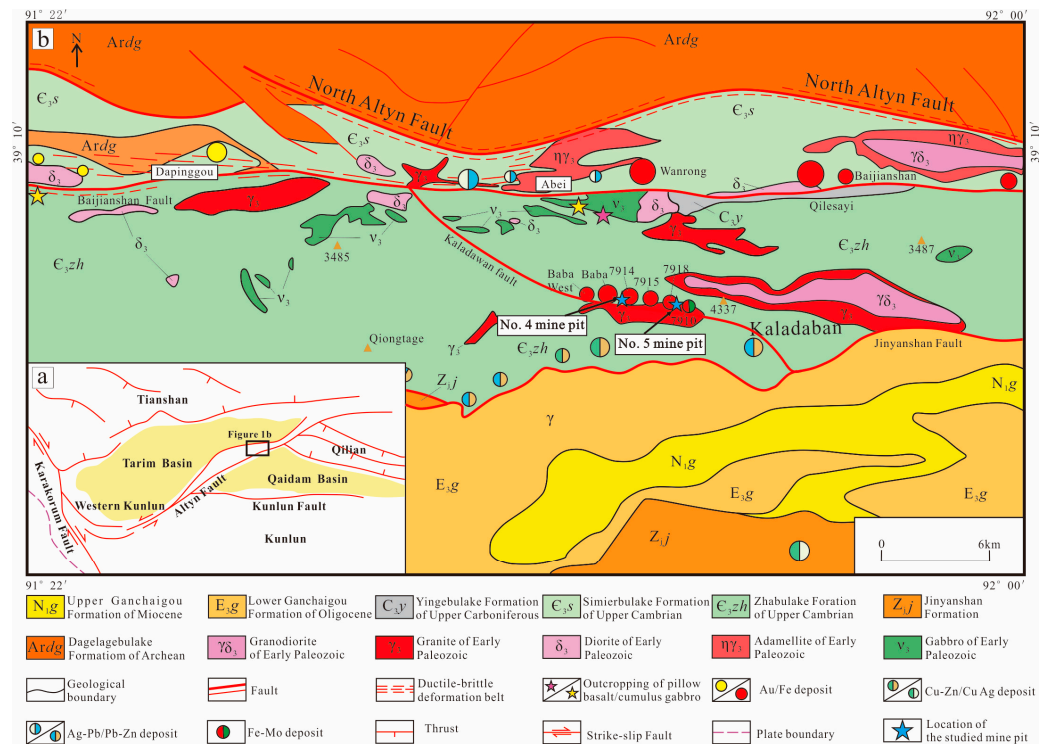 91° 22′
92° 00′
b
N
Ardg
Ardg
North Altyn Fault
North Altyn Fault
Є₃s
Є₃s
Є₃s
39° 10′
39° 10′
Ardg
Dapinggou
δ₃
δ₃
γ₃
ηγ₃
Abei
Wanrong
ηγ₃
γδ₃
Baijianshan
Baijianshan Fault
γ
δ₃
ν₃
δ₃
ν₃
δ₃
δ₃
C₃y
Qilesayi
δ₃
ν₃
3485
Є₃zh
ν₃
Kaladawan fault
γ
Є₃zh
3487
ν₃
Baba West
Baba
7914
7915
7918
4337
γδ₃
γ
No. 4 mine pit
γ
7910
Kaladaban
No. 5 mine pit
Jinyanshan Fault
Qiongtage
γ₃
Є₃zh
Z₁j
N₁g
γ
N₁g
E₃g
E₃g
E₃g
Z₁j
0 6km
a
Tianshan
Figure 1b
Tarim Basin
Qilian
Qaidam Basin
Altyn Fault
Western Kunlun
Kunlun Fault
Karakorum Fault
Kunlun
91° 22′
92° 00′
N₁g Upper Ganchaigou Formation of Miocene
E₃g Lower Ganchaigou Formation of Oligocene
C₃y Yingebulake Formation of Upper Carboniferous
Є₃s Simierbulake Formation of Upper Cambrian
Є₃zh Zhabulake Foration of Upper Cambrian
Z₁j Jinyanshan Formation
Ardg Dagelagebulake Formatiom of Archean
γδ₃ Granodiorite of Early Paleozoic
γ Granite of Early Paleozoic
δ₃ Diorite of Early Paleozoic
ηγ₃ Adamellite of Early Paleozoic
ν₃ Gabbro of Early Paleozoic
Geological boundary
Fault
Ductile-brittle deformation belt
Outcropping of pillow basalt/cumulus gabbro
Au/Fe deposit
Cu-Zn/Cu Ag deposit
Ag-Pb/Pb-Zn deposit
Fe-Mo deposit
Thrust
Strike-slip Fault
Plate boundary
Location of the studied mine pit